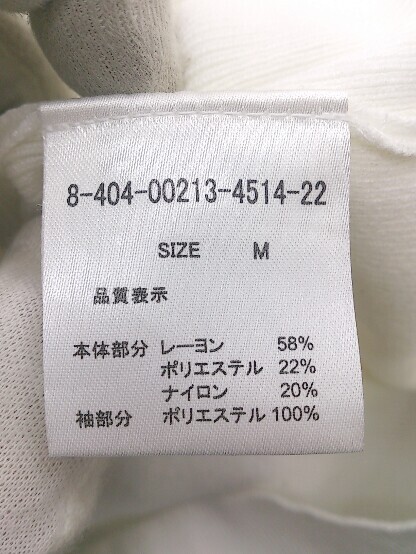 8-404-00213-4514-22
SIZE M
品質表示
本体部分 レーヨン 58%
ポリエステル 22%
ナイロン 20%
袖部分 ポリエステル 100%